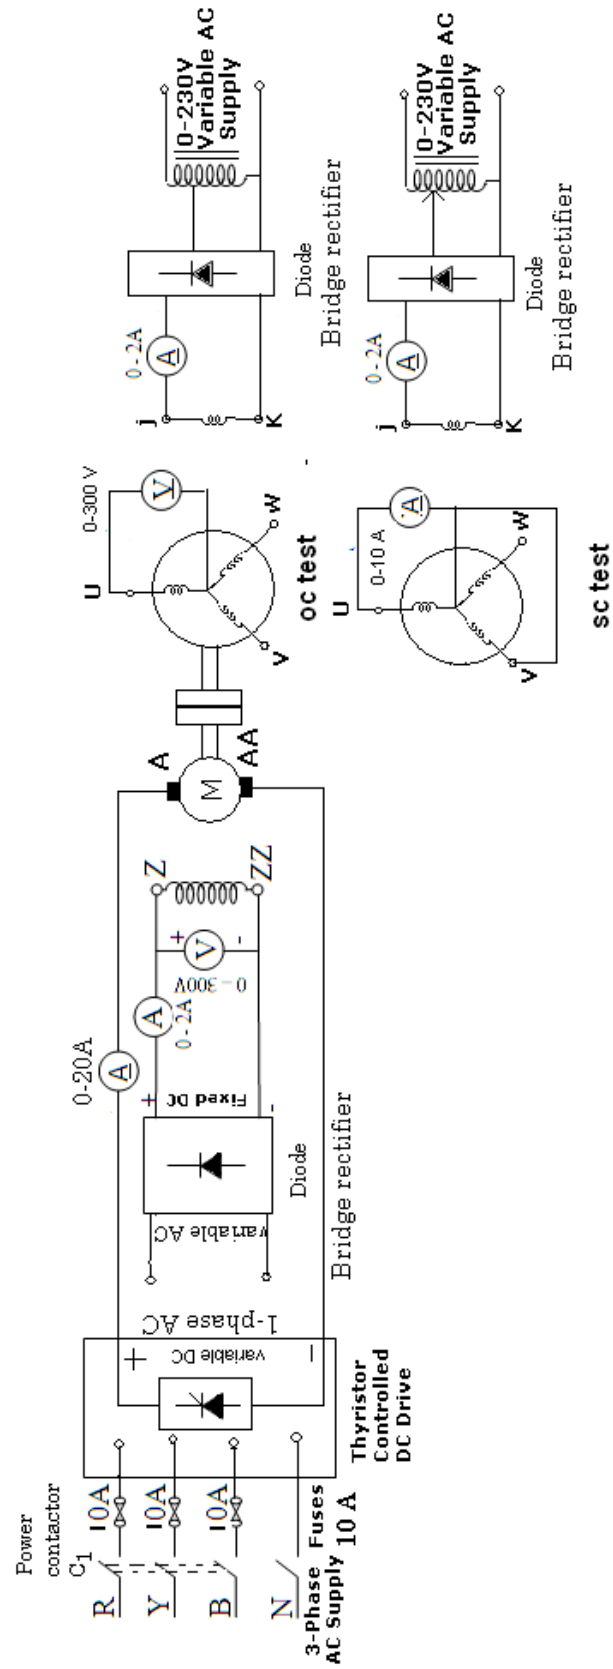 Power
contactor
C1
R
Y
B
N
10A
10A
10A
3-Phase
AC Supply
Fuses
10 A
Thyristor
Controlled
DC Drive
+
variable DC
-
1-phase AC
variable AC
Diode
Bridge rectifier
+
Fixed DC
-
0-20A
A
A
0 - 2A
+
V
-
0 – 300V
Z
ZZ
A
M
AA
0-300 V
V
U
V
W
oc test
0-10 A
A
U
V
W
sc test
j
K
0 - 2A
A
Diode
Bridge rectifier
0-230V
Variable AC
Supply
j
K
0 - 2A
A
Diode
Bridge rectifier
0-230V
Variable AC
Supply